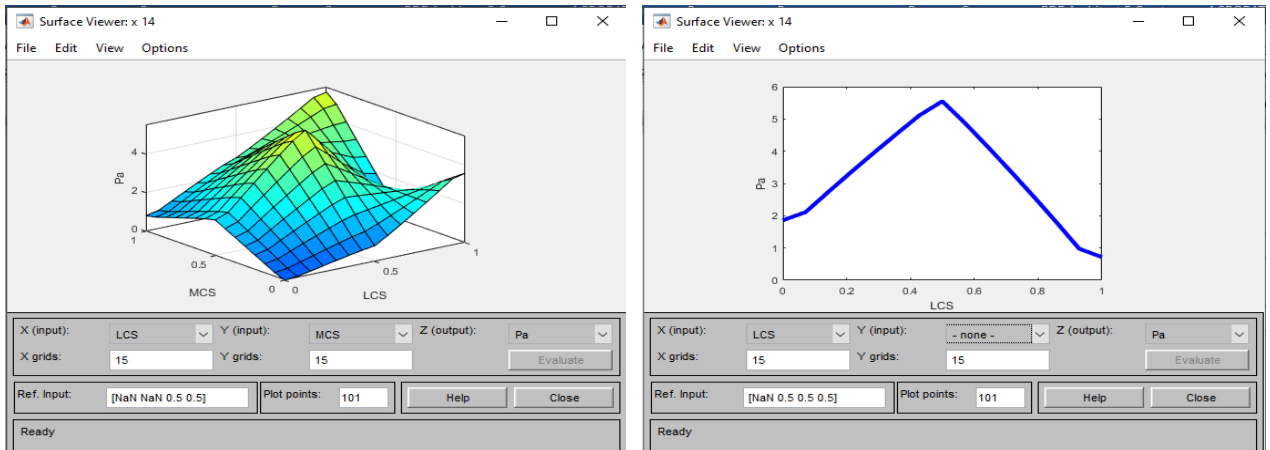 Surface Viewer: x 14
File Edit View Options
4
2
0
Pa
1
0.5
0
MCS
0
0.5
1
LCS
X (input): LCS Y (input): MCS Z (output): Pa
X grids: 15 Y grids: 15 Evaluate
Ref. Input: [NaN NaN 0.5 0.5] Plot points: 101 Help Close
Ready
Surface Viewer: x 14
File Edit View Options
6
5
4
3
2
1
0
Pa
0 0.2 0.4 0.6 0.8 1
LCS
X (input): LCS Y (input): - none - Z (output): Pa
X grids: 15 Y grids: 15 Evaluate
Ref. Input: [NaN 0.5 0.5 0.5] Plot points: 101 Help Close
Ready